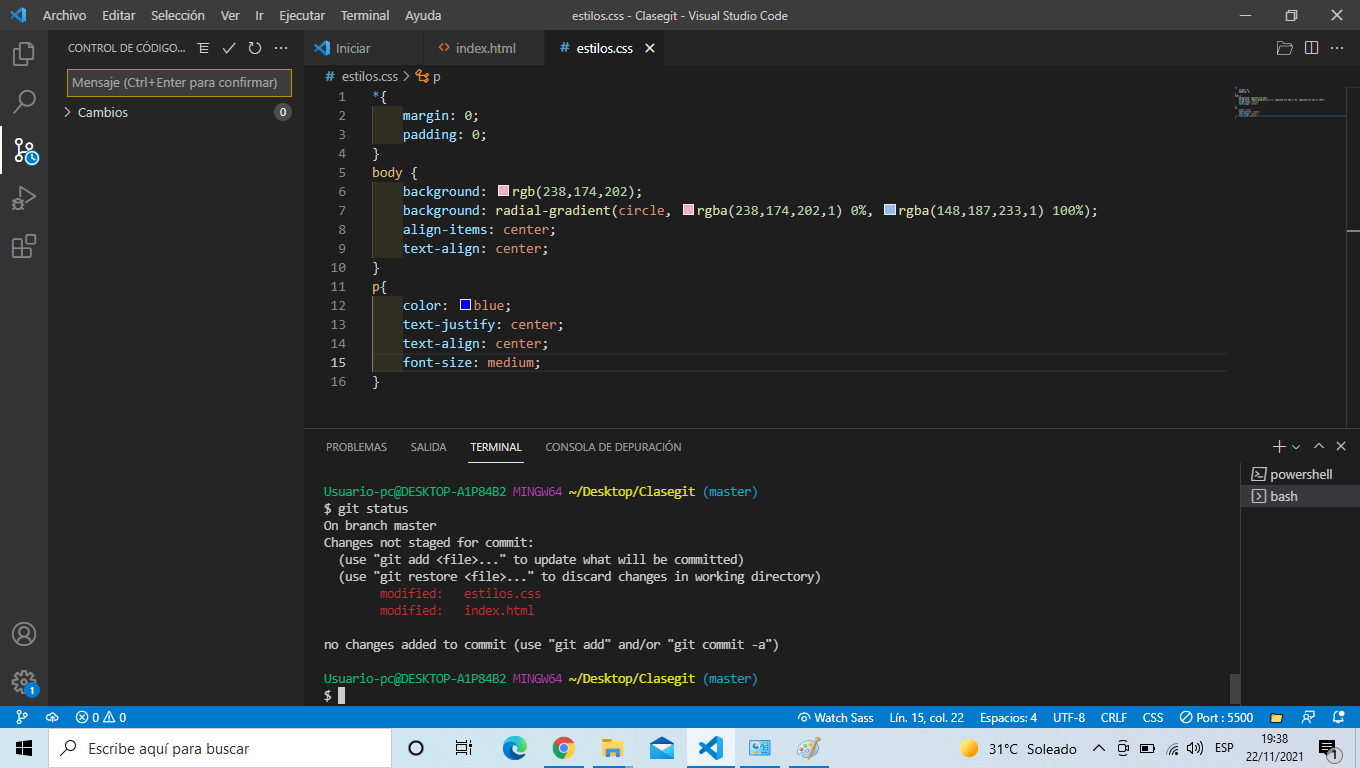 Archivo Editar Selección Ver Ir Ejecutar Terminal Ayuda
estilos.css - Clasegit - Visual Studio Code
CONTROL DE CÓDIGO...
Mensaje (Ctrl+Enter para confirmar)
Cambios 0
Iniciar
<> index.html
# estilos.css
# estilos.css > p
1 *{
2 margin: 0;
3 padding: 0;
4 }
5 body {
6 background: rgb(238,174,202);
7 background: radial-gradient(circle, rgba(238,174,202,1) 0%, rgba(148,187,233,1) 100%);
8 align-items: center;
9 text-align: center;
10 }
11 p{
12 color: blue;
13 text-justify: center;
14 text-align: center;
15 font-size: medium;
16 }
PROBLEMAS SALIDA TERMINAL CONSOLA DE DEPURACIÓN
powershell
bash
Usuario-pc@DESKTOP-A1P84B2 MINGW64 ~/Desktop/Clasegit (master)
$ git status
On branch master
Changes not staged for commit:
(use "git add <file>..." to update what will be committed)
(use "git restore <file>..." to discard changes in working directory)
modified: estilos.css
modified: index.html
no changes added to commit (use "git add" and/or "git commit -a")
Usuario-pc@DESKTOP-A1P84B2 MINGW64 ~/Desktop/Clasegit (master)
$
1
0 0
Watch Sass Lín. 15, col. 22 Espacios: 4 UTF-8 CRLF CSS Port : 5500
Escribe aquí para buscar
31°C Soleado
ESP
19:38
22/11/2021
1